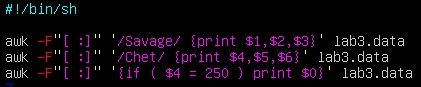 #!/bin/sh
awk -F"[ :]" '/Savage/ {print $1,$2,$3}' lab3.data
awk -F"[ :]" '/Chet/ {print $4,$5,$6}' lab3.data
awk -F"[ :]" '{if ( $4 = 250 ) print $0}' lab3.data